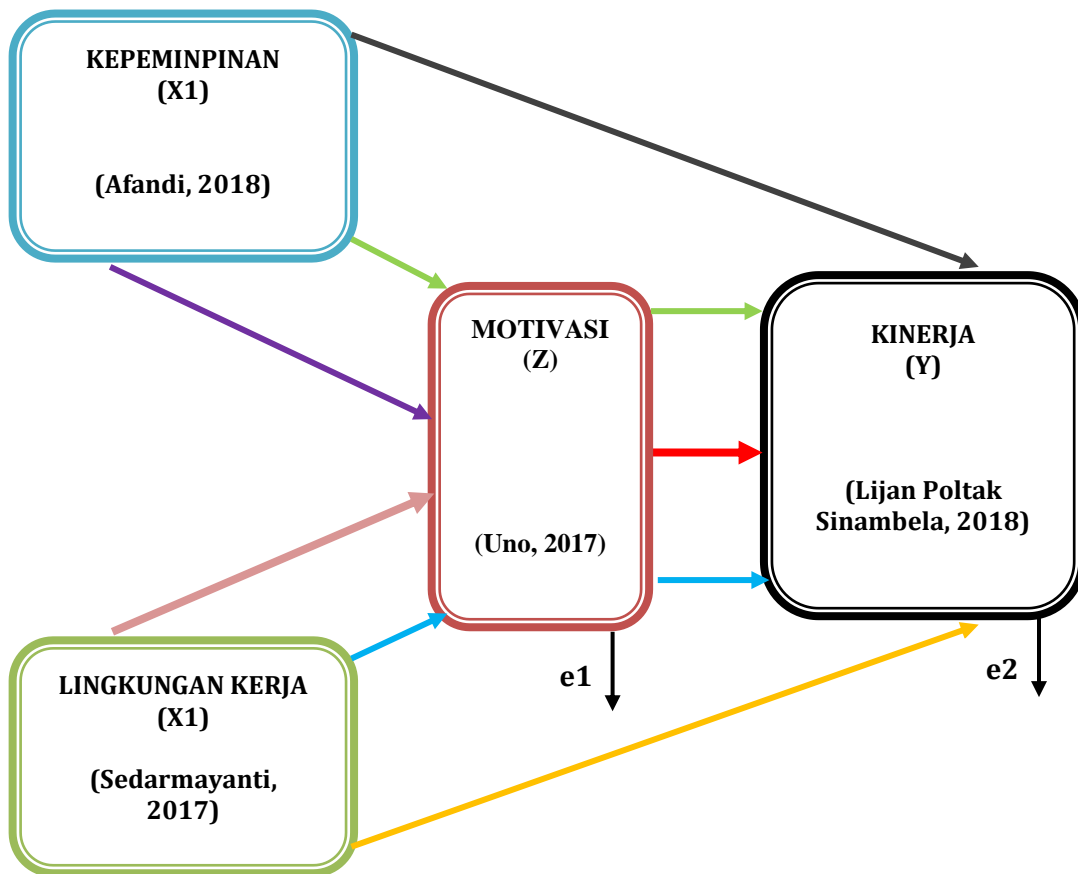 KEPEMINPINAN
(X1)
(Afandi, 2018)
MOTIVASI
(Z)
(Uno, 2017)
KINERJA
(Y)
(Lijan Poltak
Sinambela, 2018)
LINGKUNGAN KERJA
(X1)
(Sedarmayanti,
2017)
e1
e2